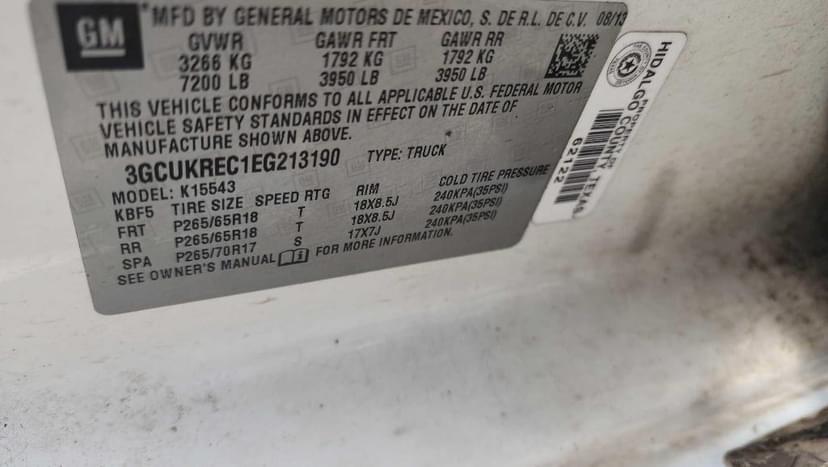 GM
*MFD BY GENERAL MOTORS DE MEXICO, S. DE R.L. DE C.V. 08/13
GVWR GAWR FRT GAWR RR
3266 KG 1792 KG 1792 KG
7200 LB 3950 LB 3950 LB
THIS VEHICLE CONFORMS TO ALL APPLICABLE U.S. FEDERAL MOTOR
VEHICLE SAFETY STANDARDS IN EFFECT ON THE DATE OF
MANUFACTURE SHOWN ABOVE.
3GCUKREC1EG213190 TYPE: TRUCK
MODEL: K15543
KBF5 TIRE SIZE SPEED RTG RIM COLD TIRE PRESSURE
FRT P265/65R18 T 18X8.5J 240KPA(35PSI)
RR P265/65R18 T 18X8.5J 240KPA(35PSI)
SPA P265/70R17 S 17X7J 240KPA(35PSI)
SEE OWNER'S MANUAL FOR MORE INFORMATION.
PROPERTY OF
HIDALGO COUNTY, TEXAS
62122